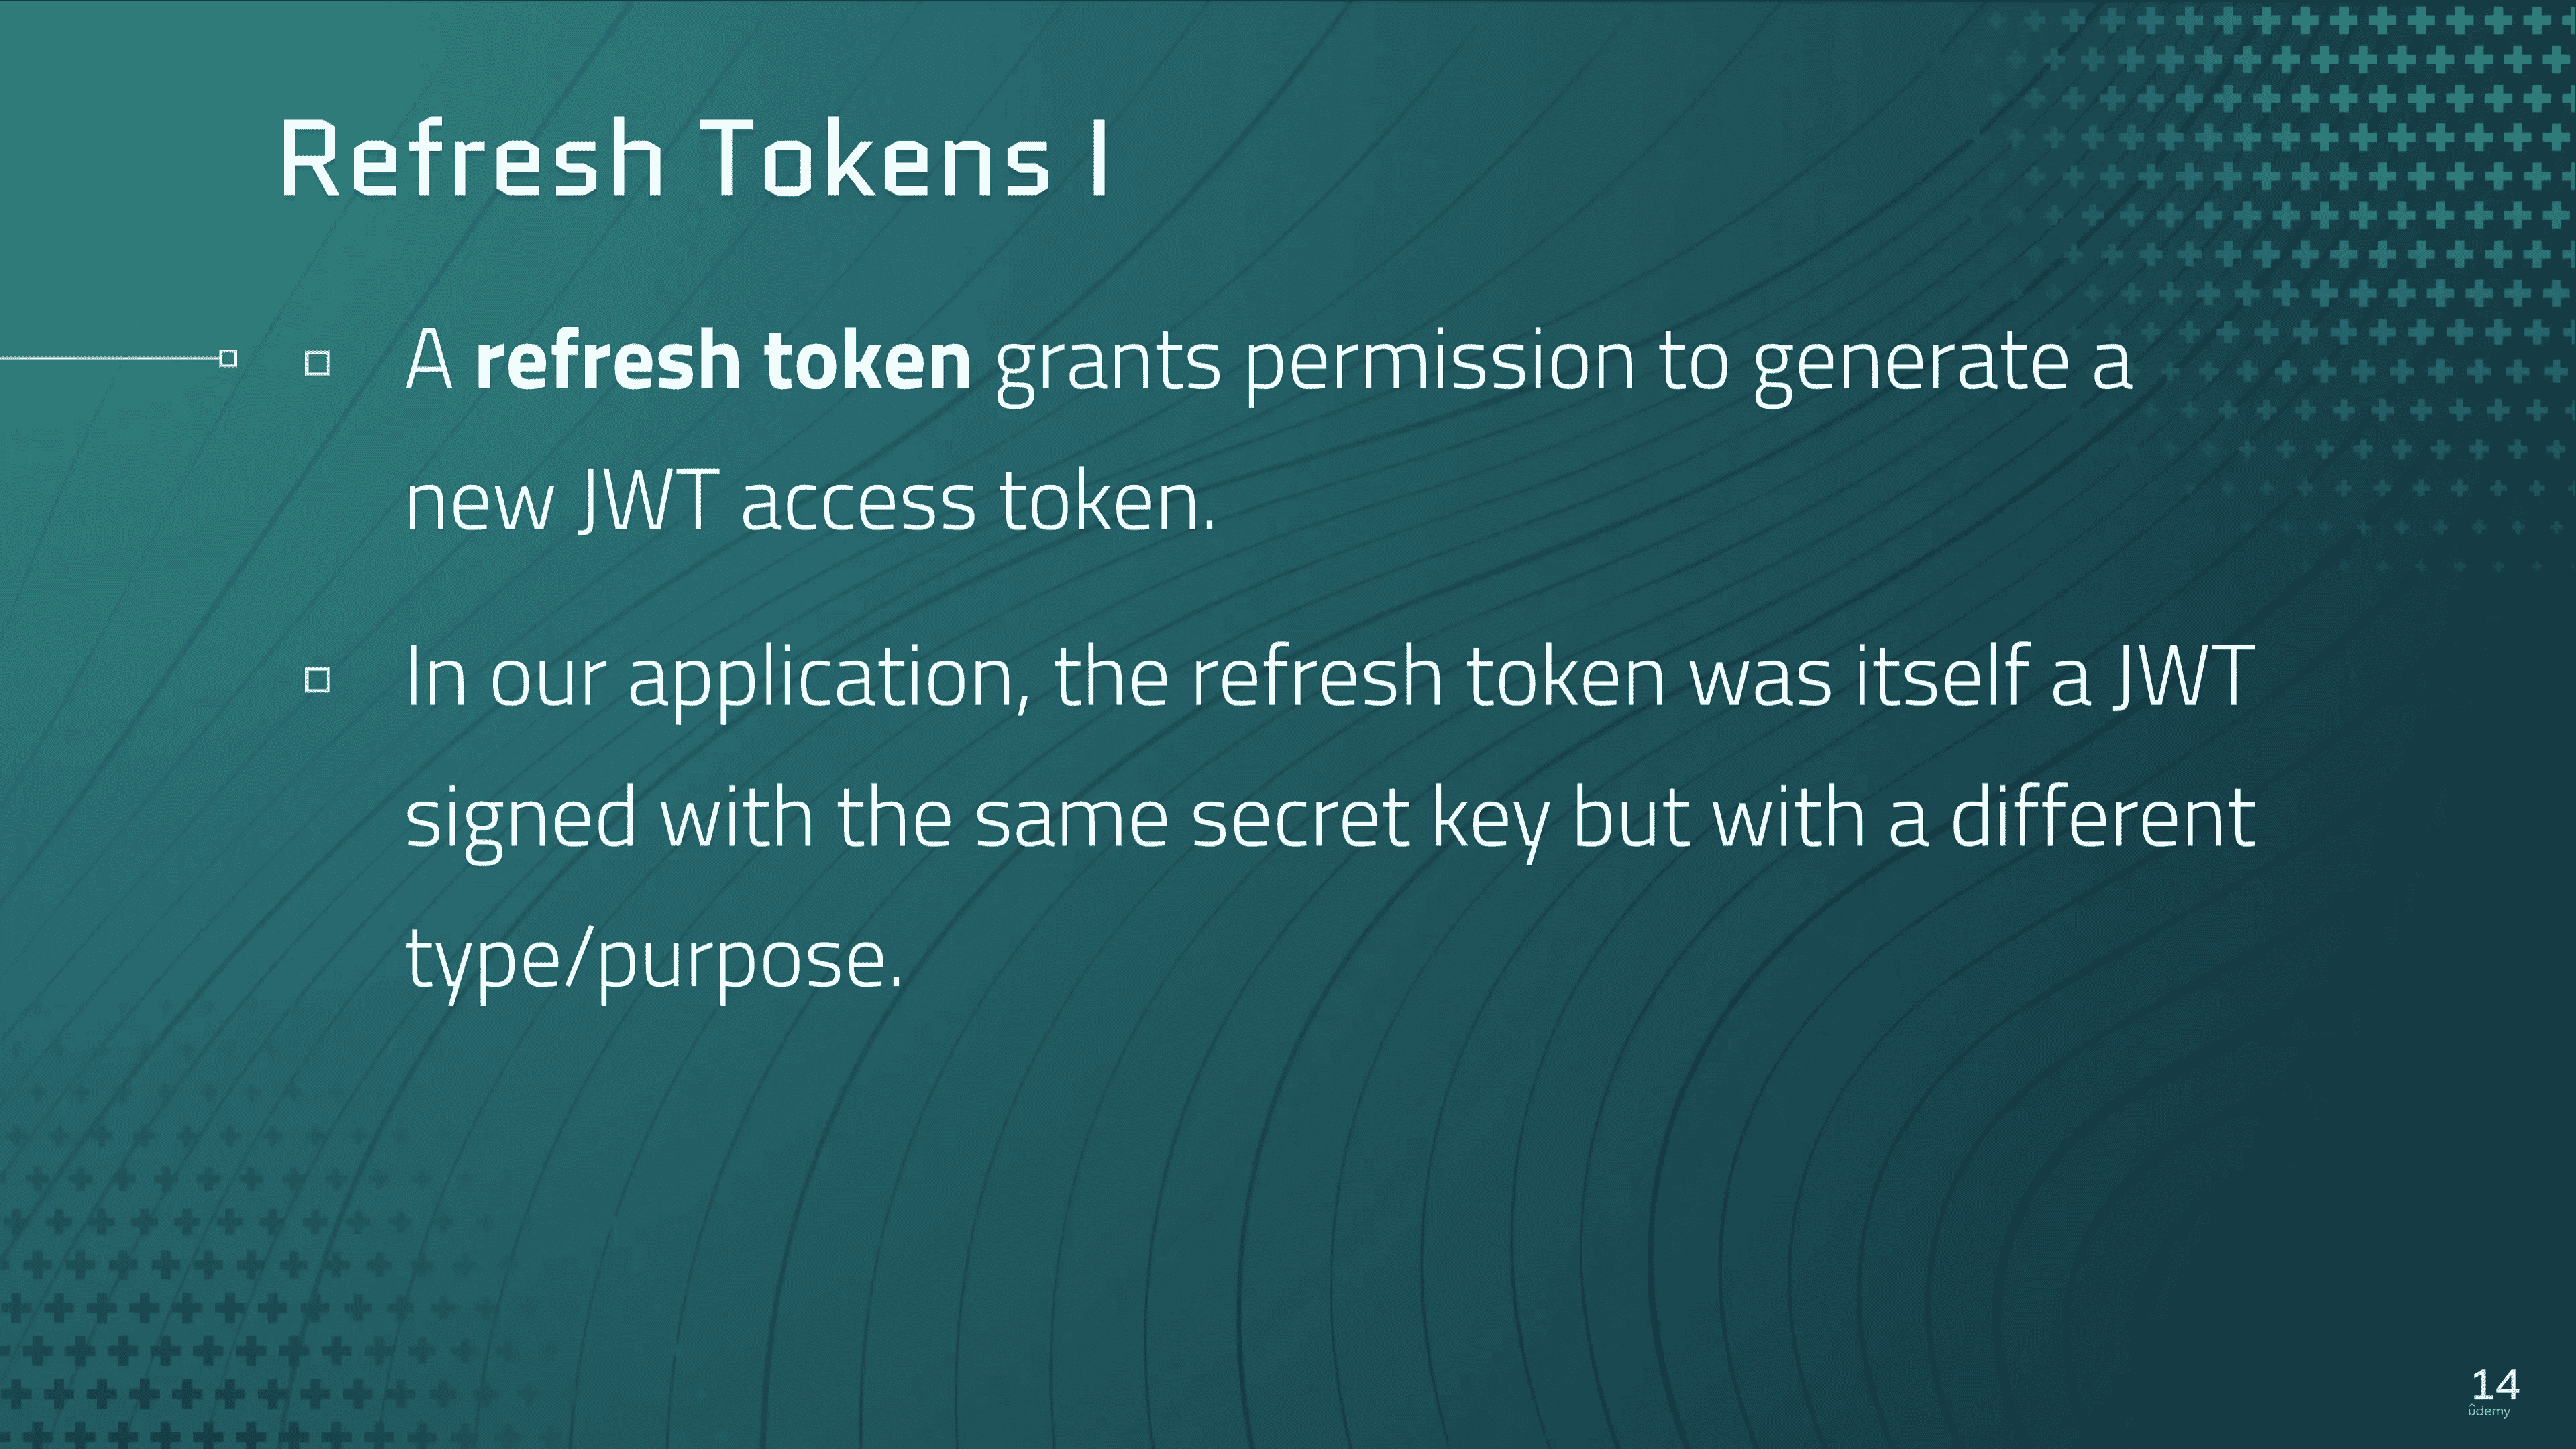 Refresh Tokens I
A refresh token grants permission to generate a
new JWT access token.
In our application, the refresh token was itself a JWT
signed with the same secret key but with a different
type/purpose.
14
ûdemy